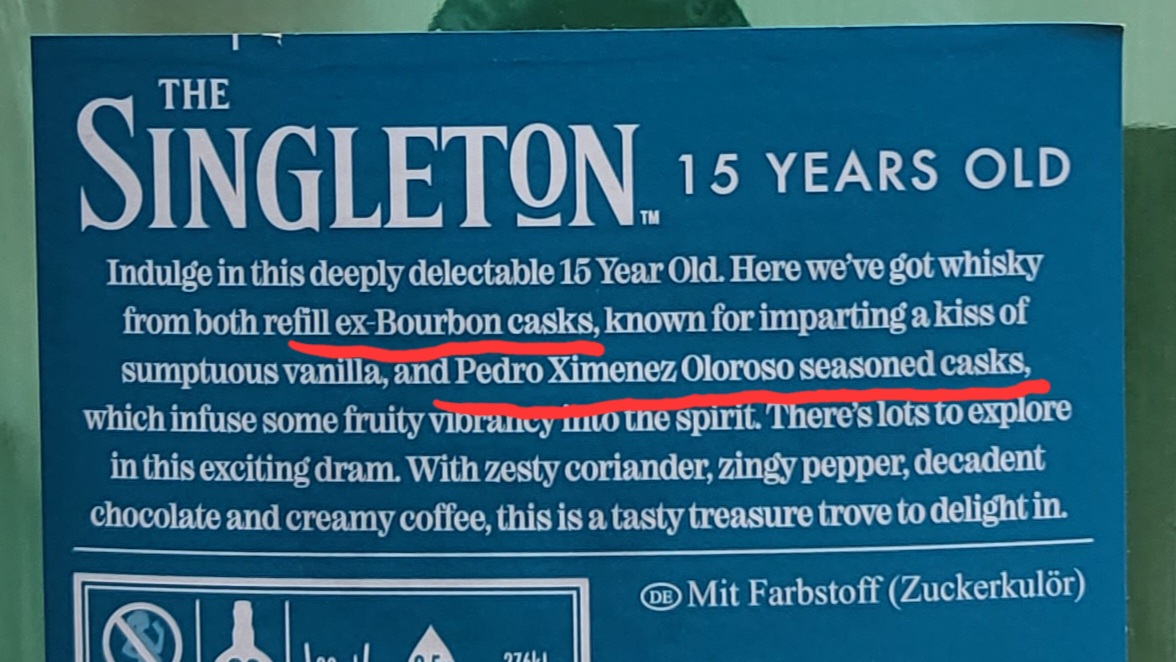 THE
SINGLETON™ 15 YEARS OLD
Indulge in this deeply delectable 15 Year Old. Here we've got whisky
from both refill ex-Bourbon casks, known for imparting a kiss of
sumptuous vanilla, and Pedro Ximenez Oloroso seasoned casks,
which infuse some fruity vibrancy into the spirit. There's lots to explore
in this exciting dram. With zesty coriander, zingy pepper, decadent
chocolate and creamy coffee, this is a tasty treasure trove to delight in.
DE Mit Farbstoff (Zuckerkulör)